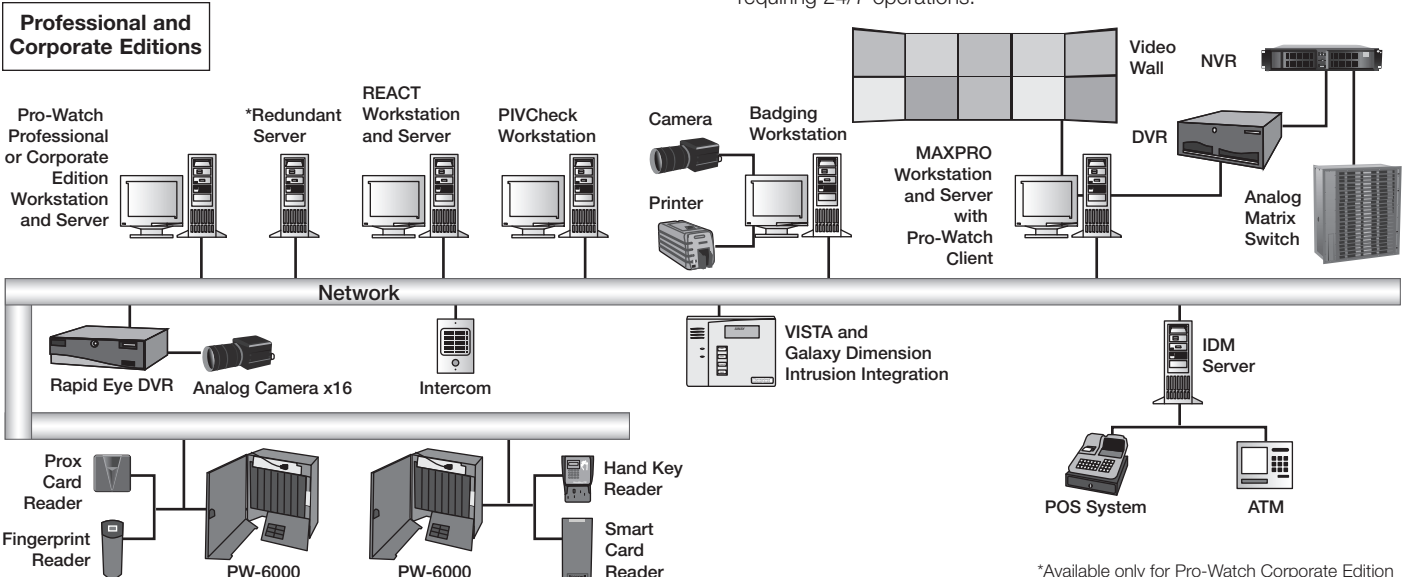 requiring 24/7 operations.
Professional and
Corporate Editions
Pro-Watch
Professional
or Corporate
Edition
Workstation
and Server
*Redundant
Server
REACT
Workstation
and Server
PIVCheck
Workstation
Camera
Printer
Badging
Workstation
MAXPRO
Workstation
and Server
with
Pro-Watch
Client
Video
Wall
NVR
DVR
Analog
Matrix
Switch
Network
Rapid Eye DVR
Analog Camera x16
Intercom
VISTA and
Galaxy Dimension
Intrusion Integration
IDM
Server
Prox
Card
Reader
Fingerprint
Reader
PW-6000
PW-6000
Hand Key
Reader
Smart
Card
Reader
POS System
ATM
*Available only for Pro-Watch Corporate Edition